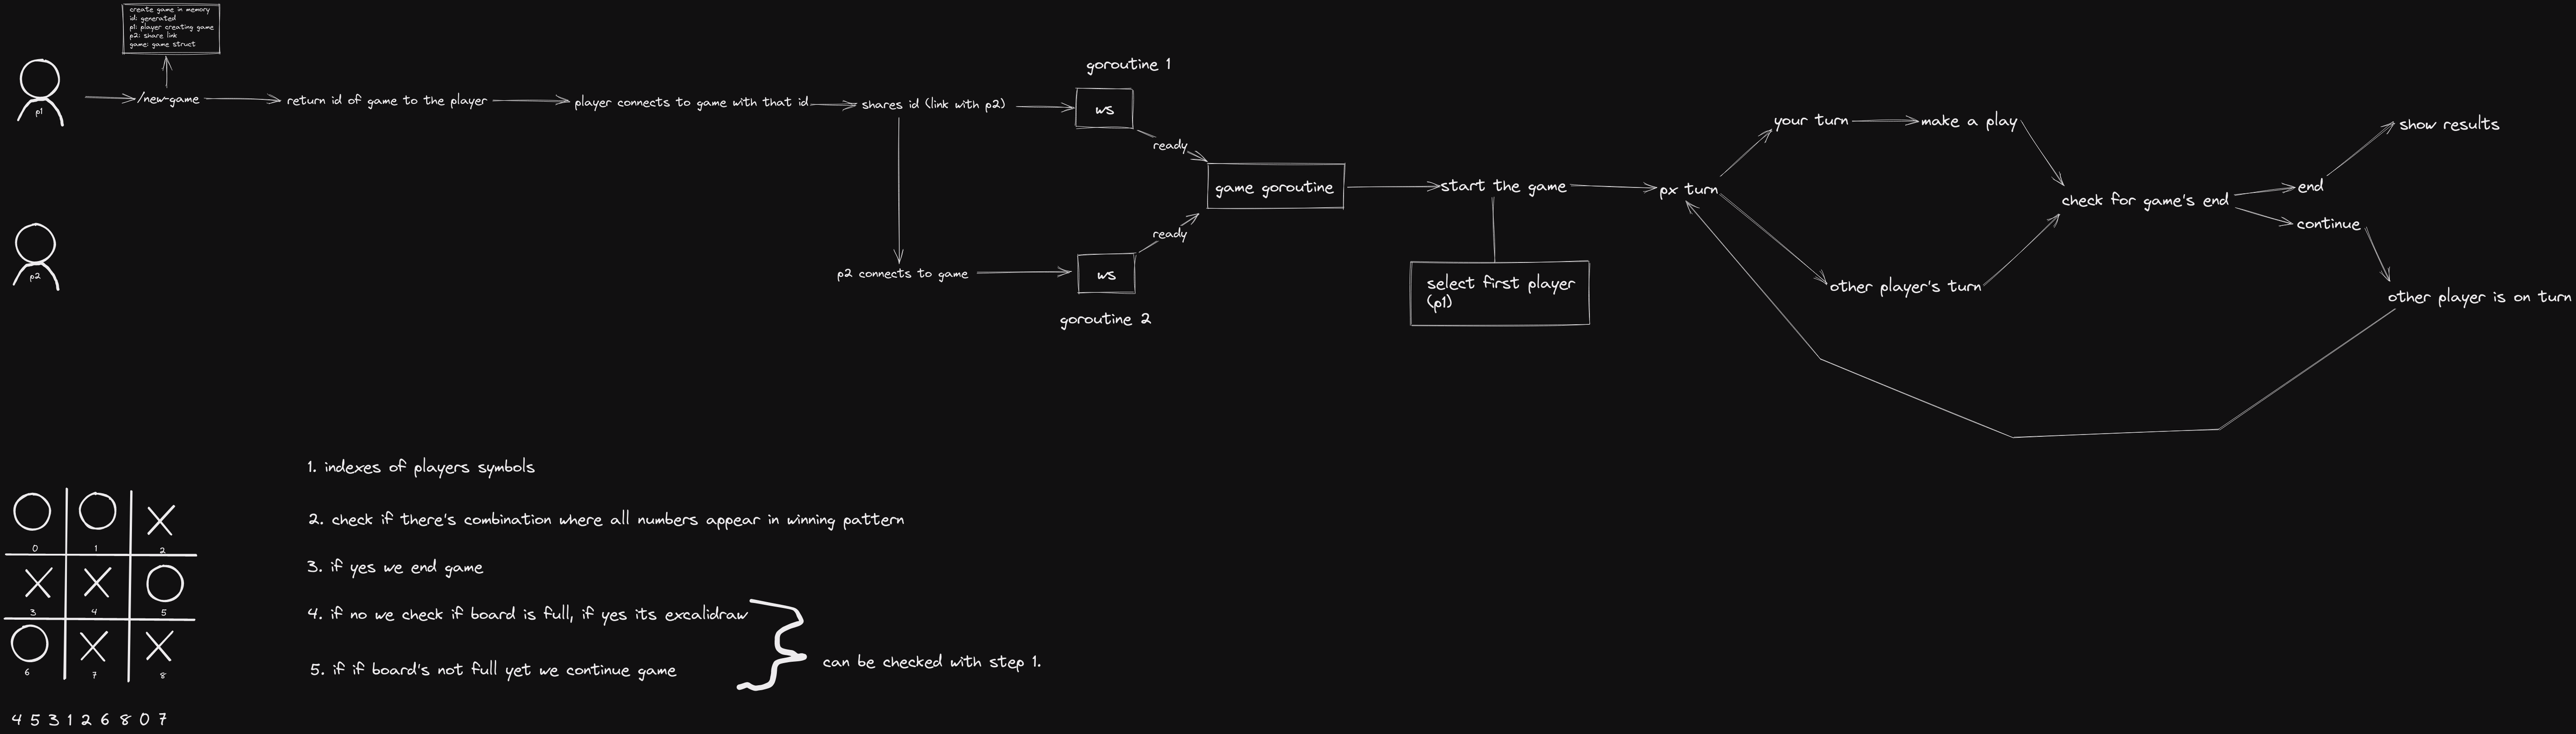 create game in memory
id: generated
p1: player creating game
p2: share link
game: game struct
p1
/new-game
return id of game to the player
player connects to game with that id
shares id (link with p2)
goroutine 1
ws
ready
p2
p2 connects to game
ws
goroutine 2
ready
game goroutine
start the game
select first player
(p1)
px turn
your turn
make a play
other player's turn
check for game's end
end
show results
continue
other player is on turn
0
1
2
3
4
5
6
7
8
4 5 3 1 2 6 8 0 7
1. indexes of players symbols
2. check if there's combination where all numbers appear in winning pattern
3. if yes we end game
4. if no we check if board is full, if yes its excalidraw
5. if if board's not full yet we continue game
can be checked with step 1.